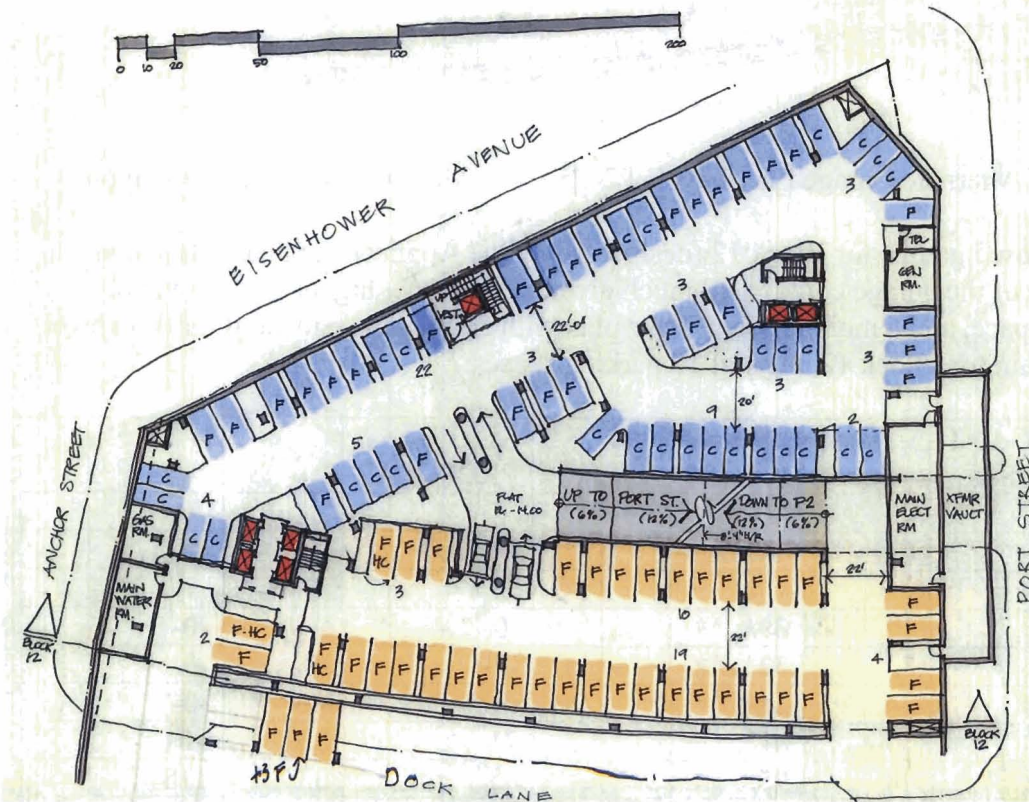 0 10 20 50 100 200
EISENHOWER AVENUE
ANCHOR STREET
PORT STREET
DOCK LANE
C
F F F F F F
C C
F F F F
F
C C C
3
F
TEL
GEN RM.
F
F
F
3
UP
VEST.
F
C C
F F F F F
F F
22
22'-0"
3
F F
F
3
C C C
3
20'
F F F
C
9
C C C C C C C
2
C C
5
F C C C F
C
C
4
C C
GAS RM.
MAIN WATER RM.
FLAT
UP TO PORT ST.
(6%) (12%)
DOWN TO P2
(12%) (6%)
MAIN ELECT RM
XFMR VAULT
22'
F F F
HC
3
F F F F F F F F F F
10
22'
19
F-HC
F
2
F
HC
F F F F F F F F F F F F F F F F F F
F
F
4
F
F
BLOCK 12
BLOCK 12
F F F
+3 F